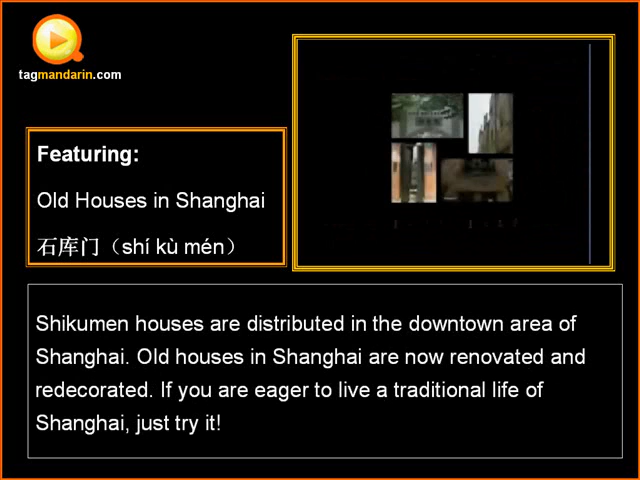 tagmandarin.com
Featuring:
Old Houses in Shanghai
石库门（shí kù mén）
Shikumen houses are distributed in the downtown area of
Shanghai. Old houses in Shanghai are now renovated and
redecorated. If you are eager to live a traditional life of
Shanghai, just try it!